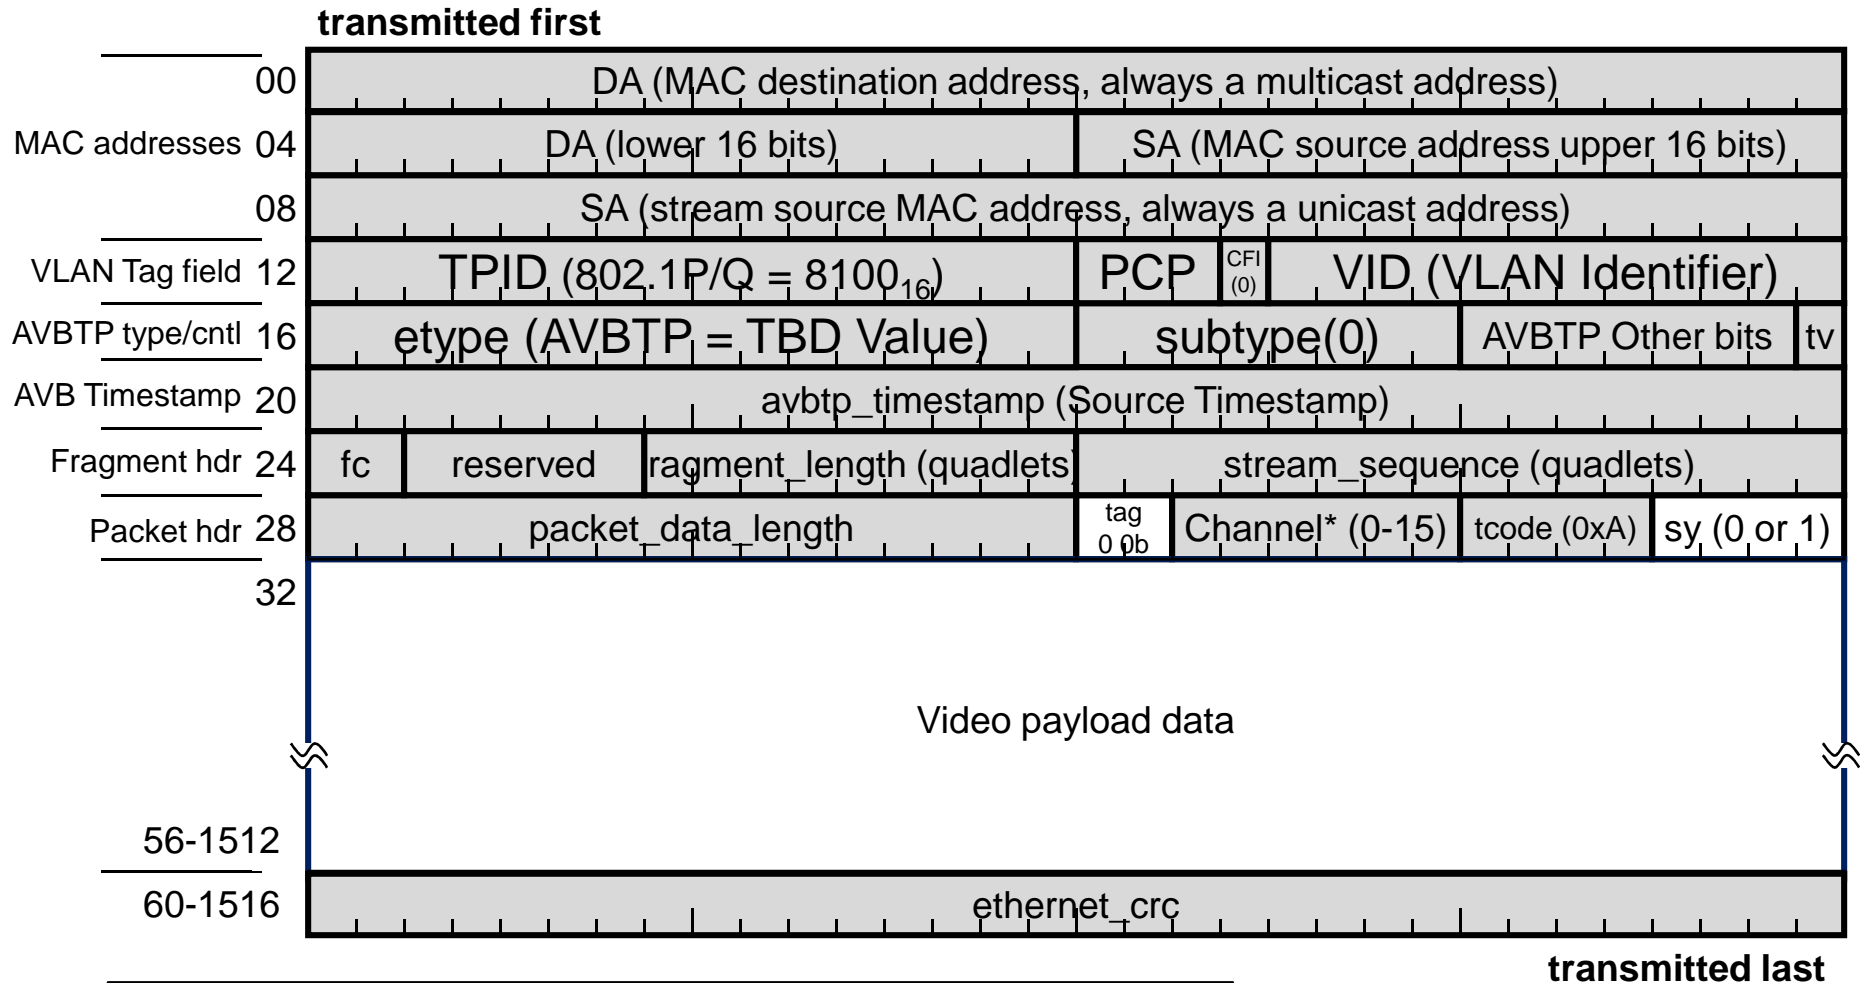 transmitted first
00 DA (MAC destination address, always a multicast address)
MAC addresses 04 DA (lower 16 bits) SA (MAC source address upper 16 bits)
08 SA (stream source MAC address, always a unicast address)
VLAN Tag field 12 TPID (802.1P/Q = 8100₁₆) PCP CFI (0) VID (VLAN Identifier)
AVBTP type/cntl 16 etype (AVBTP = TBD Value) subtype(0) AVBTP Other bits tv
AVB Timestamp 20 avbtp_timestamp (Source Timestamp)
Fragment hdr 24 fc reserved ragment_length (quadlets) stream_sequence (quadlets)
Packet hdr 28 packet_data_length tag 0 0b Channel* (0-15) tcode (0xA) sy (0 or 1)
32
Video payload data
56-1512
60-1516 ethernet_crc
transmitted last